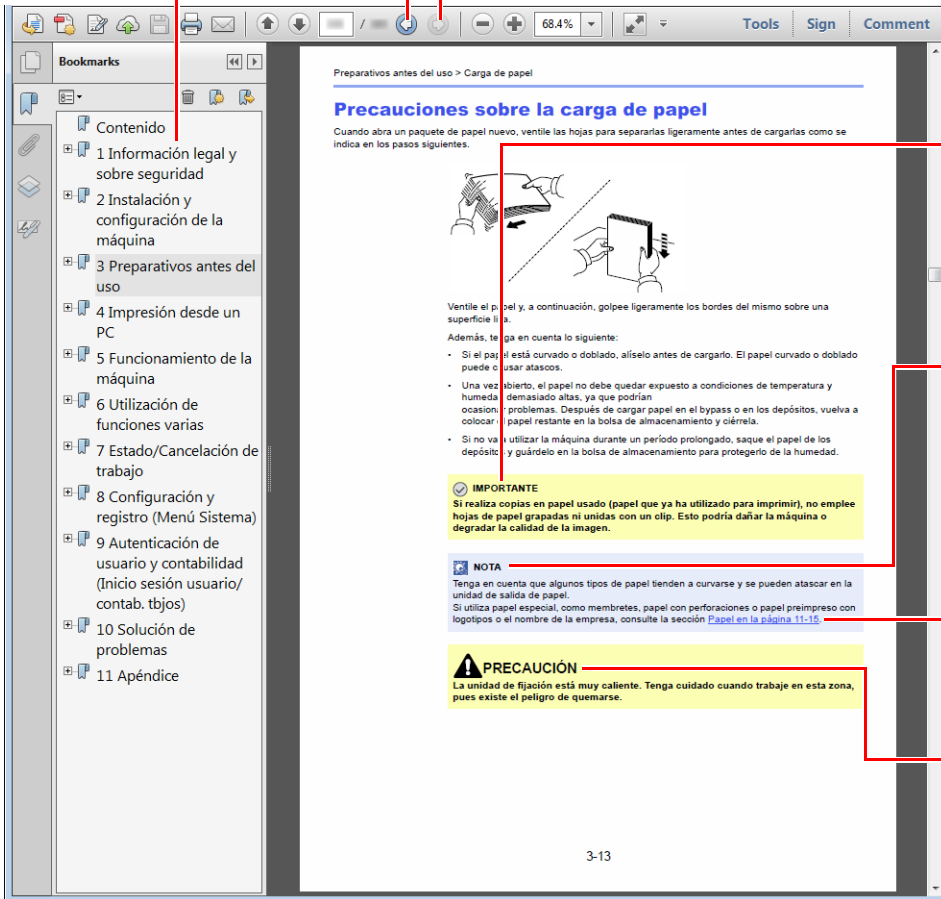 / 68.4% Tools Sign Comment
Bookmarks
Contenido
1 Información legal y
sobre seguridad
2 Instalación y
configuración de la
máquina
3 Preparativos antes del
uso
4 Impresión desde un
PC
5 Funcionamiento de la
máquina
6 Utilización de
funciones varias
7 Estado/Cancelación de
trabajo
8 Configuración y
registro (Menú Sistema)
9 Autenticación de
usuario y contabilidad
(Inicio sesión usuario/
contab. tbjos)
10 Solución de
problemas
11 Apéndice
Preparativos antes del uso > Carga de papel
Precauciones sobre la carga de papel
Cuando abra un paquete de papel nuevo, ventile las hojas para separarlas ligeramente antes de cargarlas como se
indica en los pasos siguientes.
Ventile el papel y, a continuación, golpee ligeramente los bordes del mismo sobre una
superficie lisa.
Además, tenga en cuenta lo siguiente:
• Si el papel está curvado o doblado, alíselo antes de cargarlo. El papel curvado o doblado
puede causar atascos.
• Una vez abierto, el papel no debe quedar expuesto a condiciones de temperatura y
humedad demasiado altas, ya que podrían
ocasionar problemas. Después de cargar papel en el bypass o en los depósitos, vuelva a
colocar el papel restante en la bolsa de almacenamiento y ciérrela.
• Si no va a utilizar la máquina durante un período prolongado, saque el papel de los
depósitos y guárdelo en la bolsa de almacenamiento para protegerlo de la humedad.
IMPORTANTE
Si realiza copias en papel usado (papel que ya ha utilizado para imprimir), no emplee
hojas de papel grapadas ni unidas con un clip. Esto podría dañar la máquina o
degradar la calidad de la imagen.
NOTA
Tenga en cuenta que algunos tipos de papel tienden a curvarse y se pueden atascar en la
unidad de salida de papel.
Si utiliza papel especial, como membretes, papel con perforaciones o papel preimpreso con
logotipos o el nombre de la empresa, consulte la sección Papel en la página 11-15.
PRECAUCIÓN
La unidad de fijación está muy caliente. Tenga cuidado cuando trabaje en esta zona,
pues existe el peligro de quemarse.
3-13